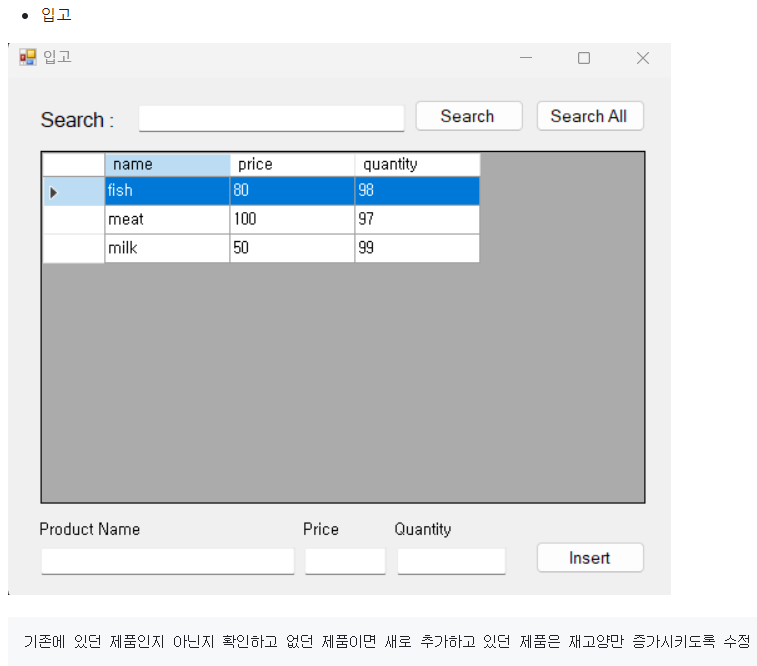 입고
입고
Search :
Search
Search All
name price quantity
fish 80 98
meat 100 97
milk 50 99
Product Name Price Quantity
Insert
기존에 있던 제품인지 아닌지 확인하고 없던 제품이면 새로 추가하고 있던 제품은 재고양만 증가시키도록 수정